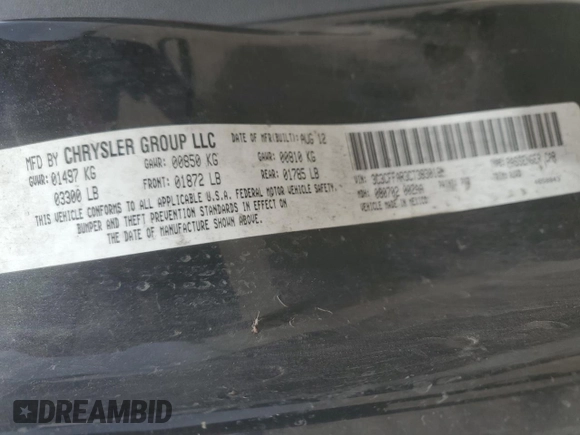 MFD BY CHRYSLER GROUP LLC
DATE OF MFR(BUILT): AUG 12
GVWR: 01497 KG
GAWR: 00850 KG
GAWR: 00810 KG
03300 LB
FRONT: 01872 LB
REAR: 01785 LB
THIS VEHICLE CONFORMS TO ALL APPLICABLE U.S.A. FEDERAL MOTOR VEHICLE SAFETY,
BUMPER AND THEFT PREVENTION STANDARDS IN EFFECT ON
THE DATE OF MANUFACTURE SHOWN ABOVE.
VIN:
MDH:
VEHICLE MADE IN MEXICO
DREAMBID